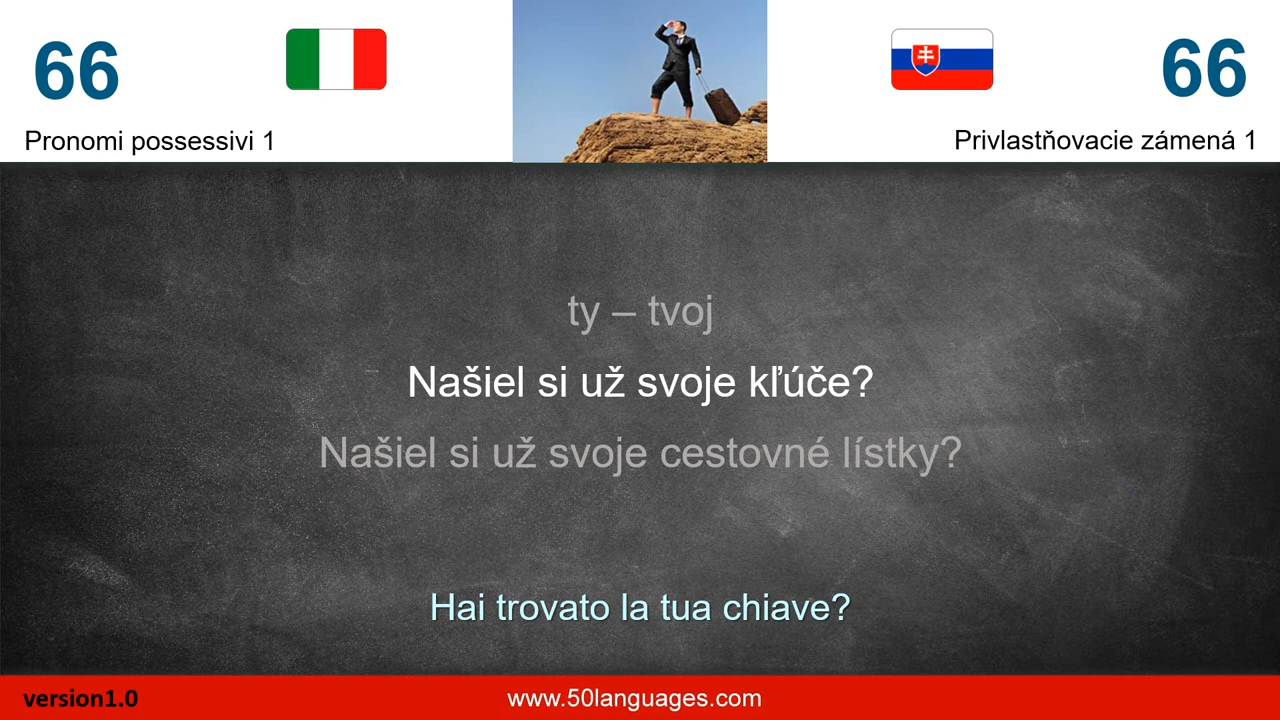 66
66
Pronomi possessivi 1
Privlastňovacie zámená 1
ty – tvoj
Našiel si už svoje kľúče?
Našiel si už svoje cestovné lístky?
Hai trovato la tua chiave?
version1.0
www.50languages.com